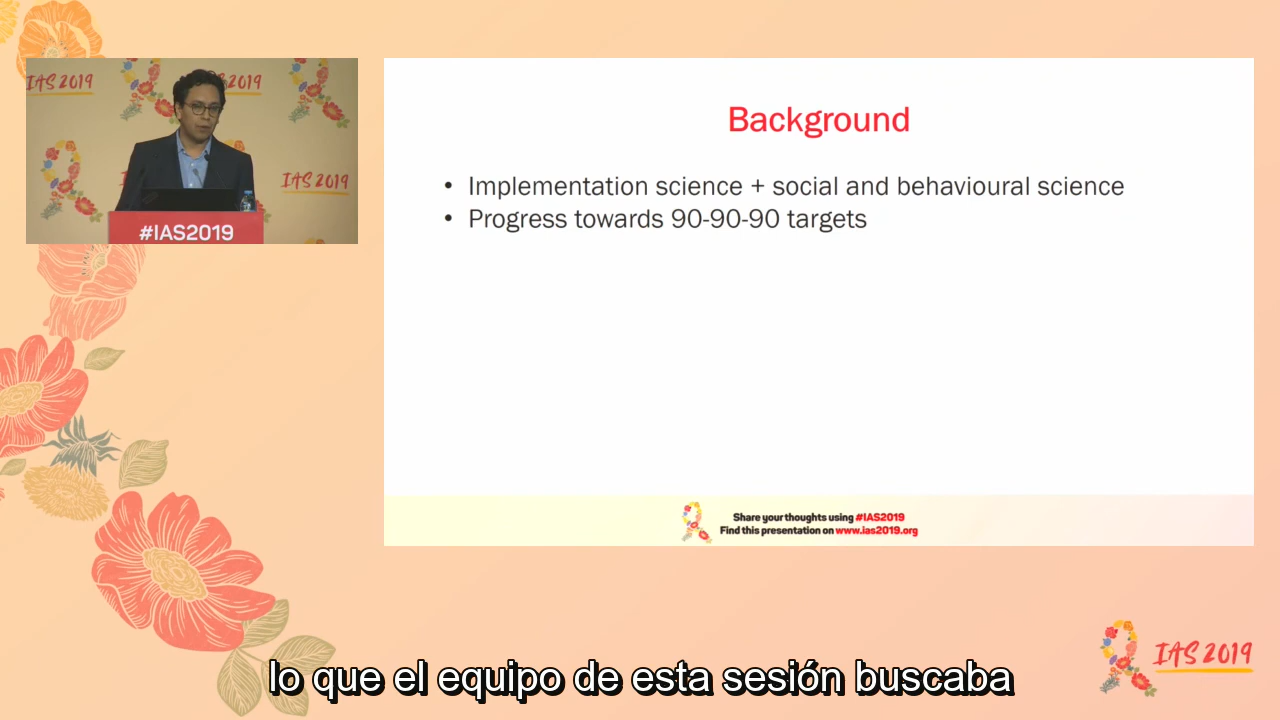 IAS 2019
2019
IAS 2019
#IAS2019
Background
• Implementation science + social and behavioural science
• Progress towards 90-90-90 targets
Share your thoughts using #IAS2019
Find this presentation on www.ias2019.org
IAS 2019
lo que el equipo de esta sesión buscaba